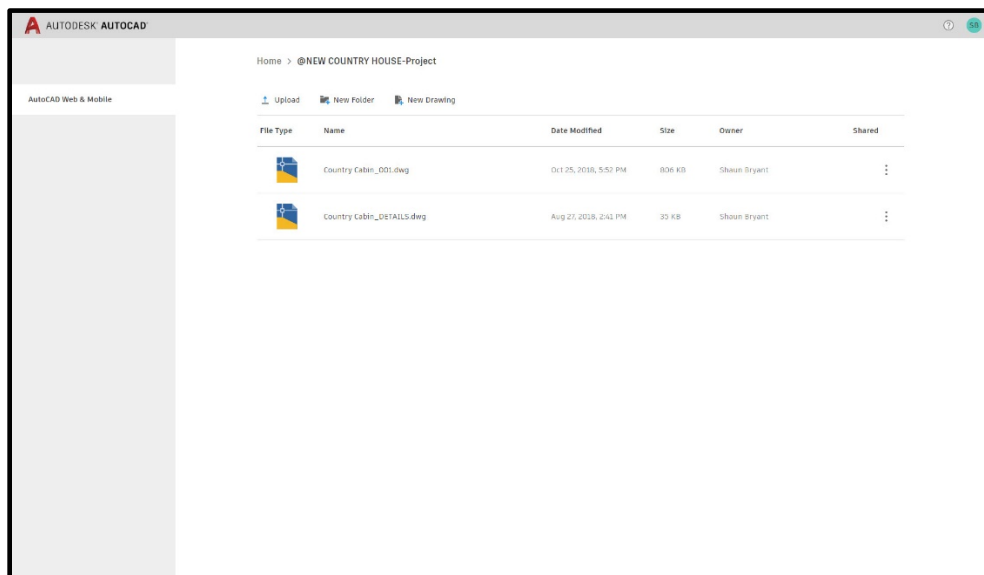 AUTODESK® AUTOCAD®
SB
Home > @NEW COUNTRY HOUSE-Project
AutoCAD Web & Mobile
Upload New Folder New Drawing
File Type Name Date Modified Size Owner Shared
Country Cabin_001.dwg Oct 25, 2018, 5:52 PM 806 KB Shaun Bryant
Country Cabin_DETAILS.dwg Aug 27, 2018, 2:41 PM 35 KB Shaun Bryant